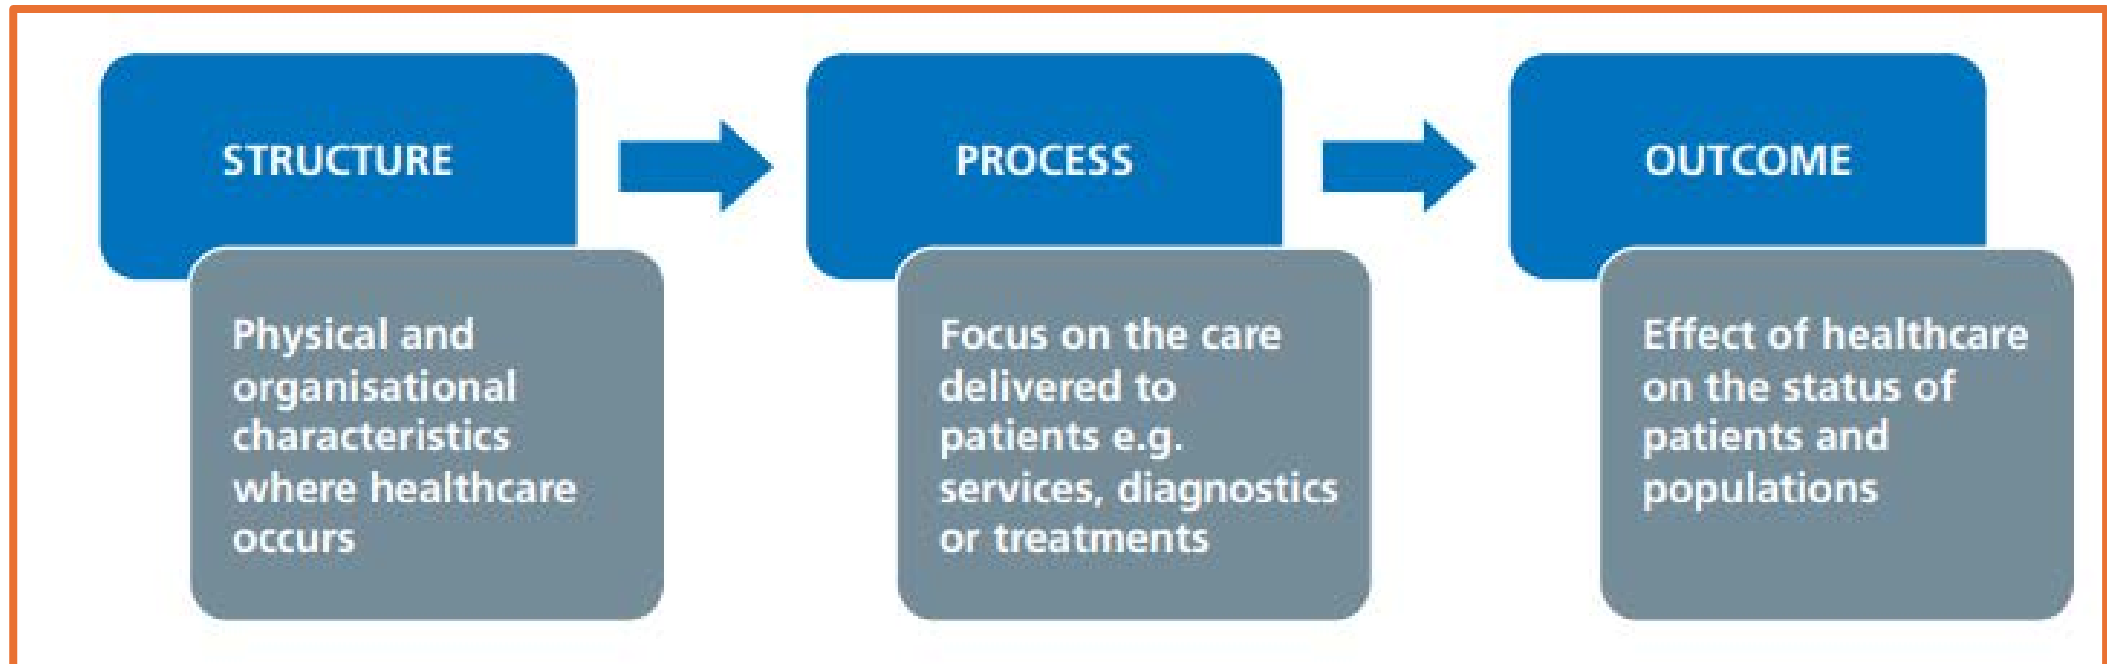 STRUCTURE
Physical and
organisational
characteristics
where healthcare
occurs
PROCESS
Focus on the care
delivered to
patients e.g.
services, diagnostics
or treatments
OUTCOME
Effect of healthcare
on the status of
patients and
populations